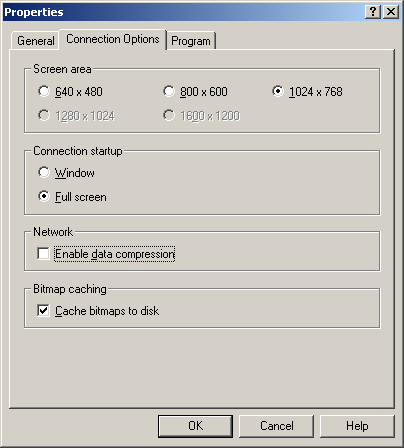 Properties
General Connection Options Program
Screen area
640 x 480 800 x 600 1024 x 768
1280 x 1024 1600 x 1200
Connection startup
Window
Full screen
Network
Enable data compression
Bitmap caching
Cache bitmaps to disk
OK Cancel Help